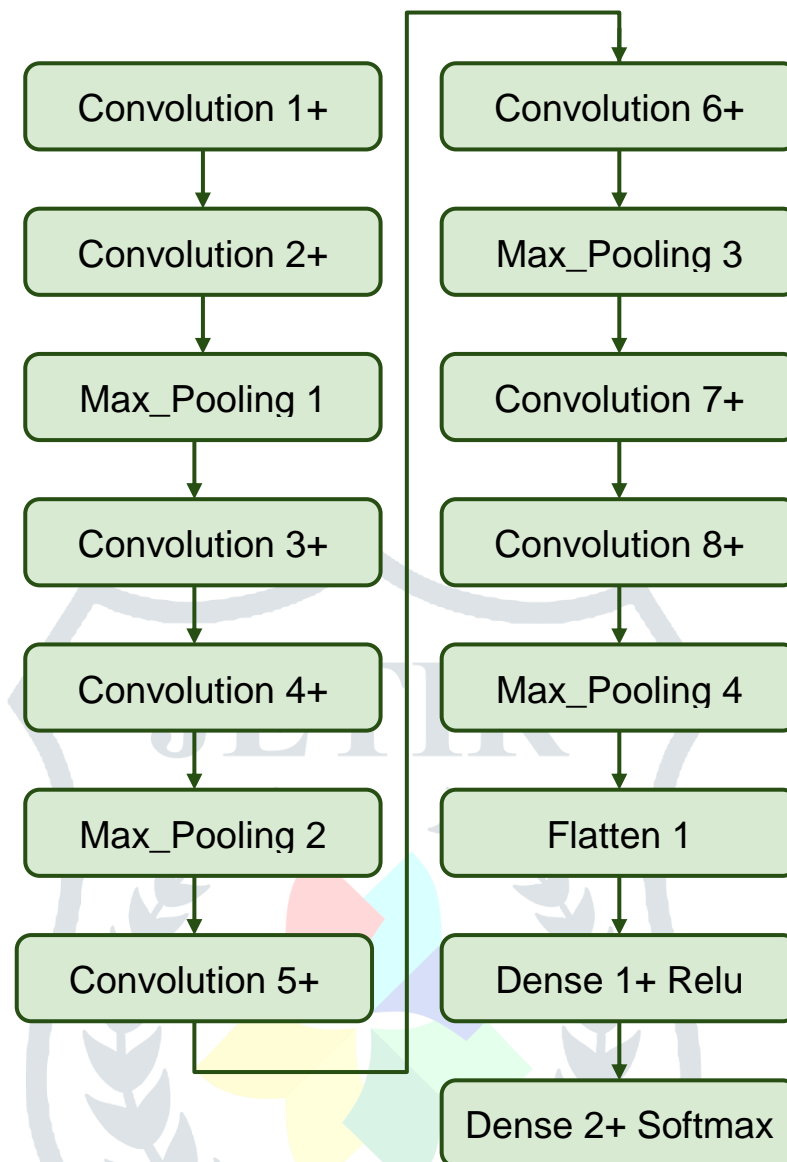 Convolution 1+
Convolution 2+
Max_Pooling 1
Convolution 3+
Convolution 4+
Max_Pooling 2
Convolution 5+
Convolution 6+
Max_Pooling 3
Convolution 7+
Convolution 8+
Max_Pooling 4
Flatten 1
Dense 1+ Relu
Dense 2+ Softmax
JETIR